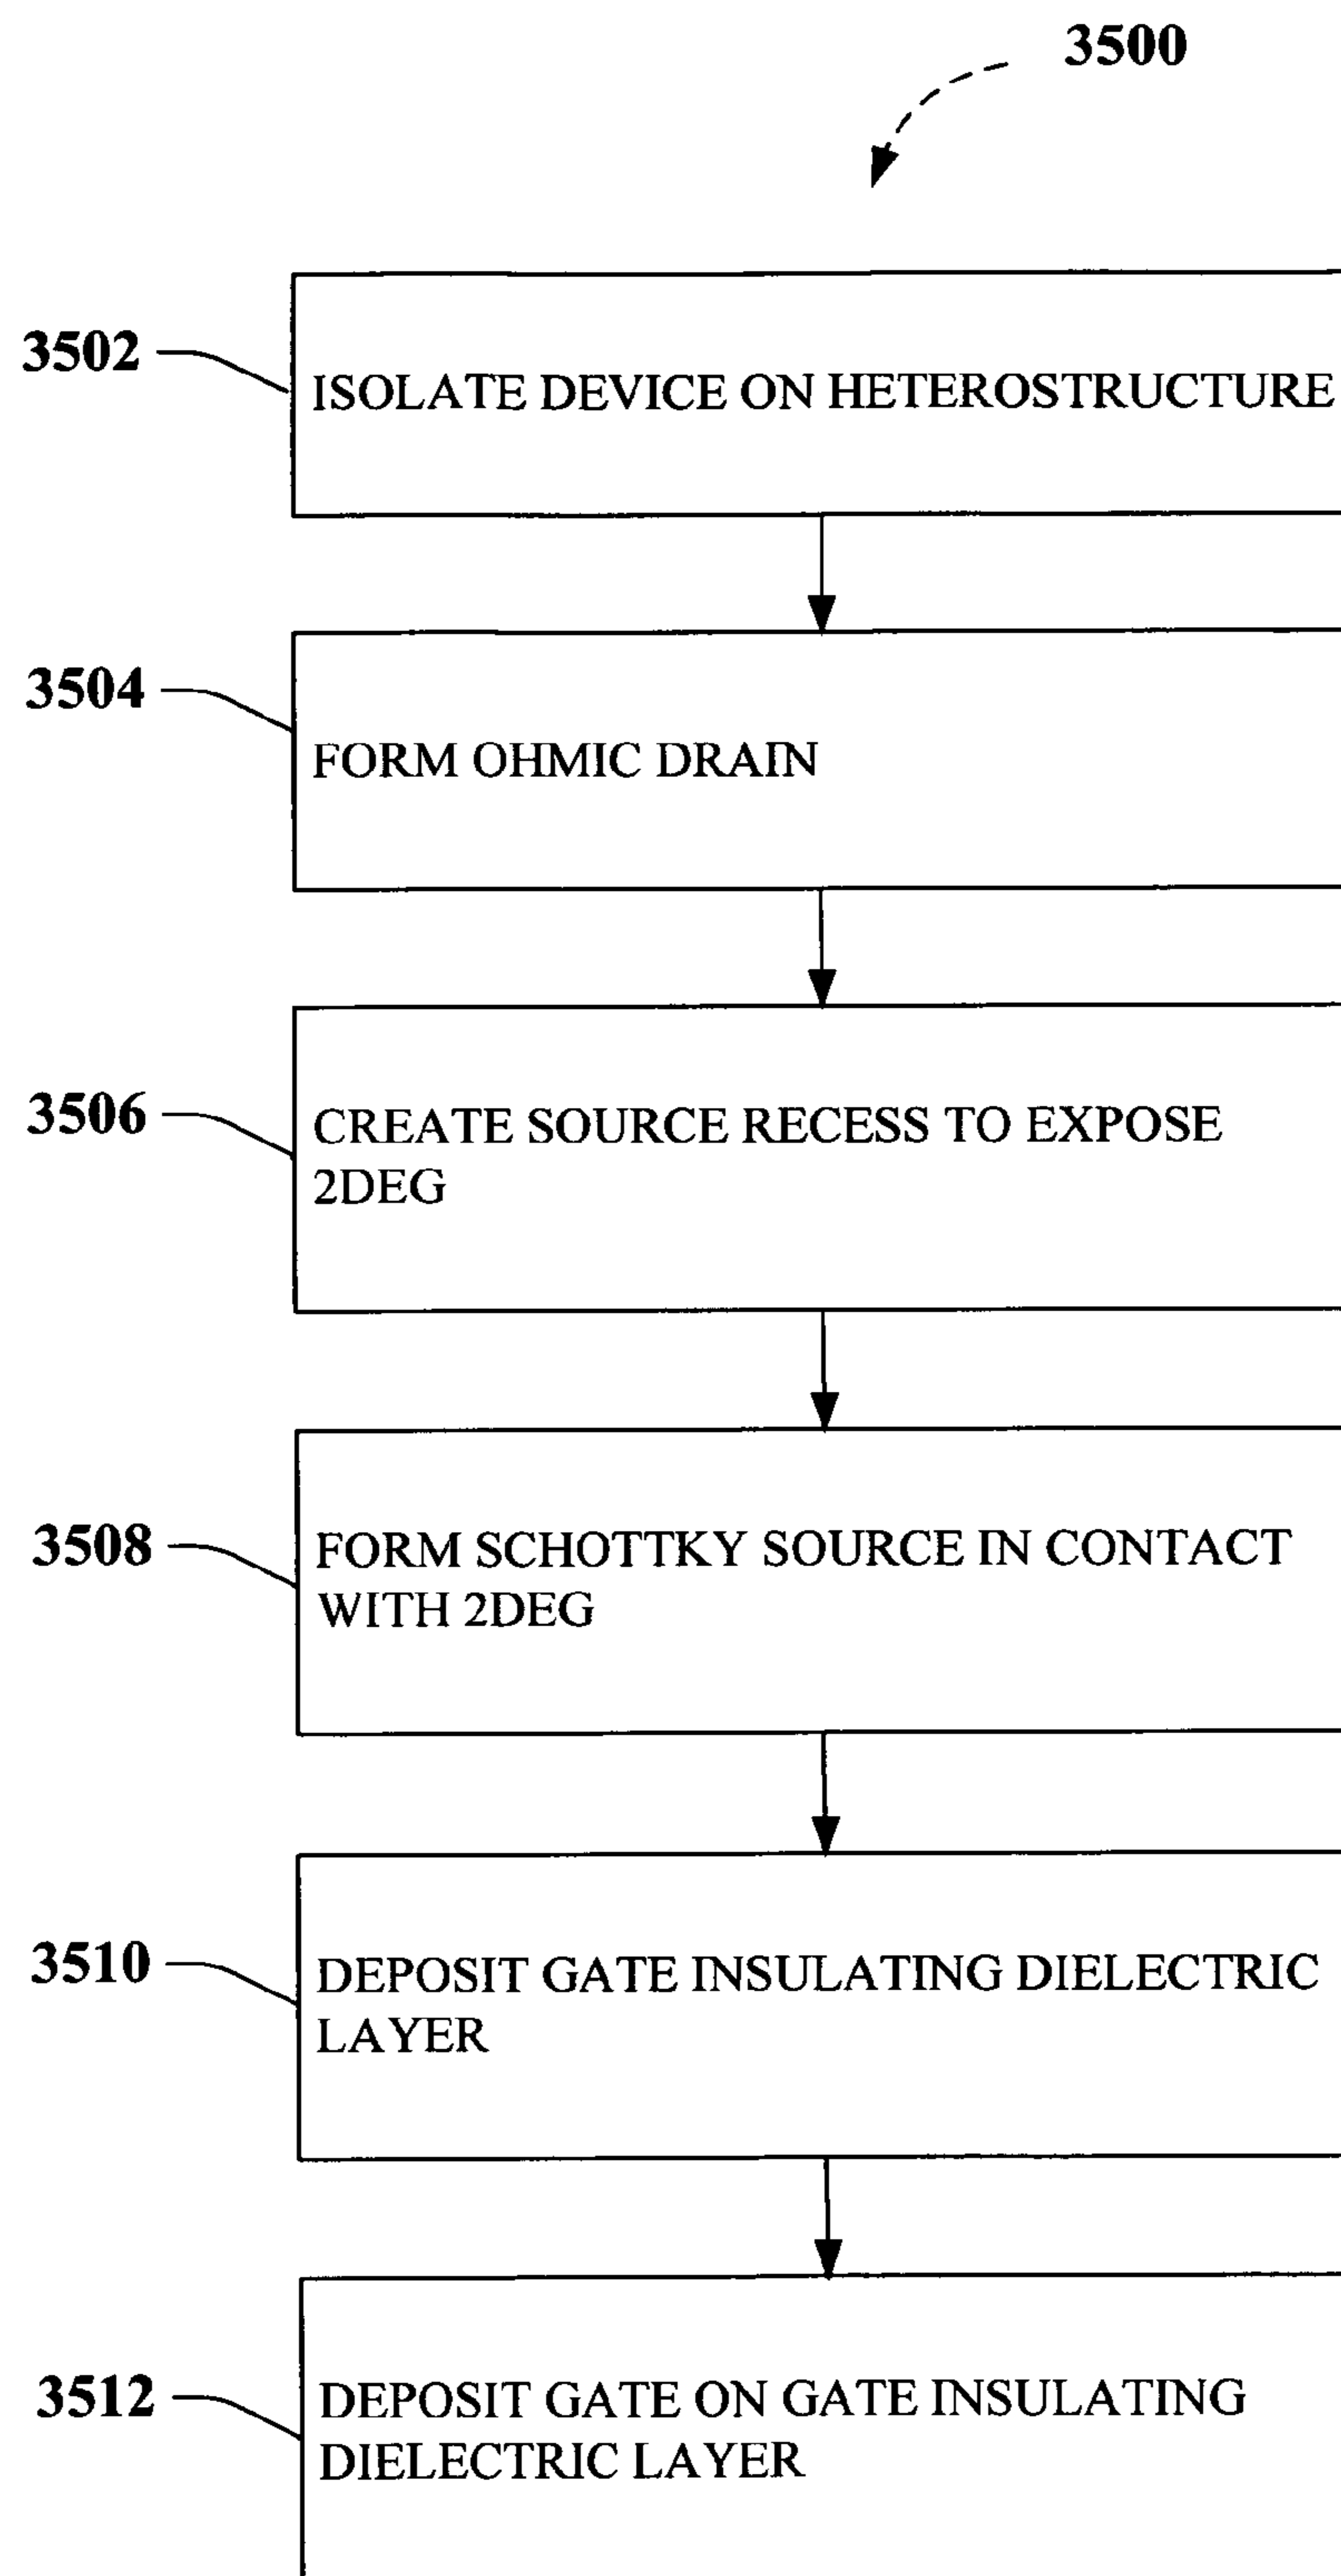 3500
3502
ISOLATE DEVICE ON HETEROSTRUCTURE
3504
FORM OHMIC DRAIN
3506
CREATE SOURCE RECESS TO EXPOSE
2DEG
3508
FORM SCHOTTKY SOURCE IN CONTACT
WITH 2DEG
3510
DEPOSIT GATE INSULATING DIELECTRIC
LAYER
3512
DEPOSIT GATE ON GATE INSULATING
DIELECTRIC LAYER